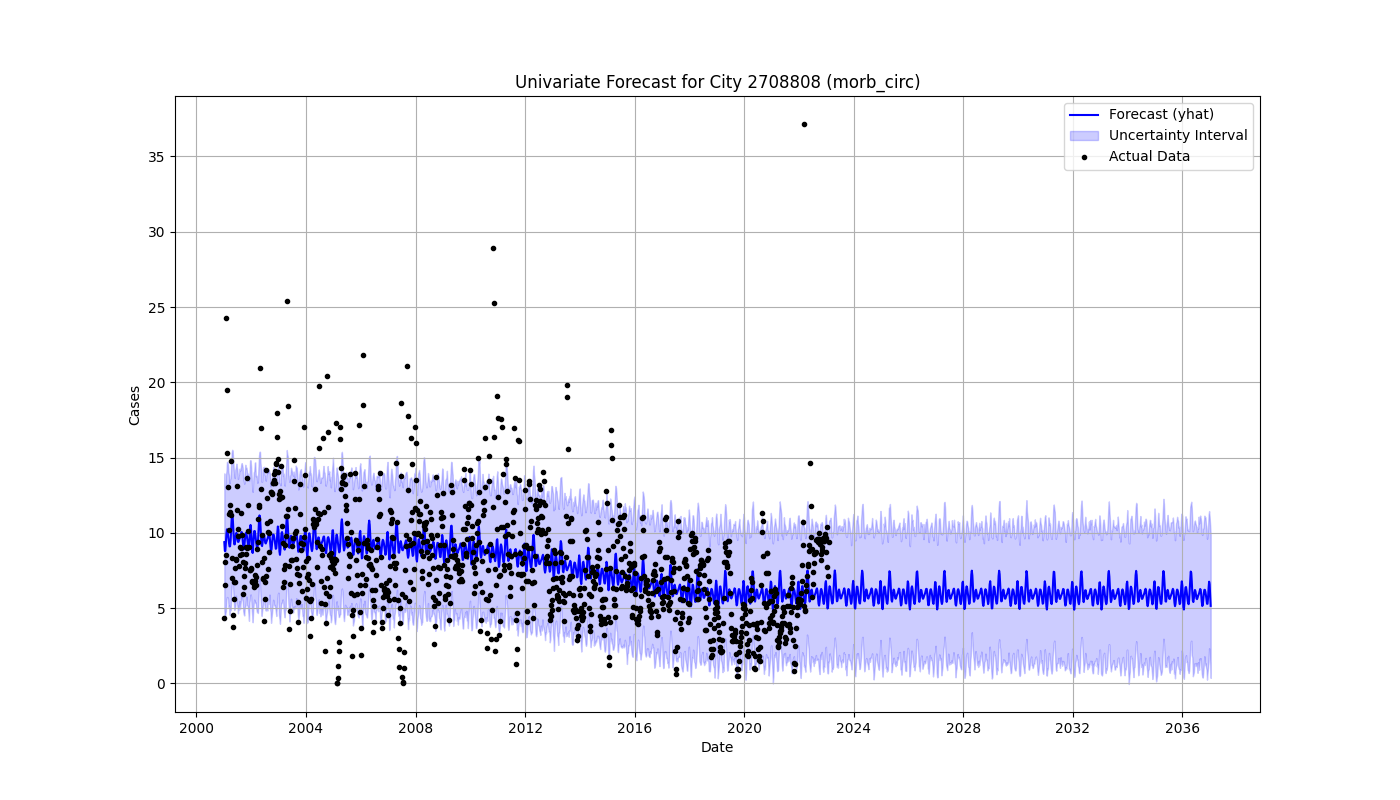 Univariate Forecast for City 2708808 (morb_circ)
Forecast (yhat)
Uncertainty Interval
Actual Data
Cases
35
30
25
20
15
10
5
0
2000 2004 2008 2012 2016 2020 2024 2028 2032 2036
Date